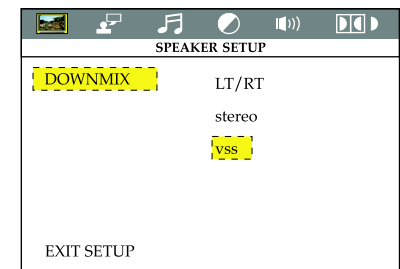 SPEAKER SETUP
DOWNMIX
LT/RT
stereo
vss
EXIT SETUP